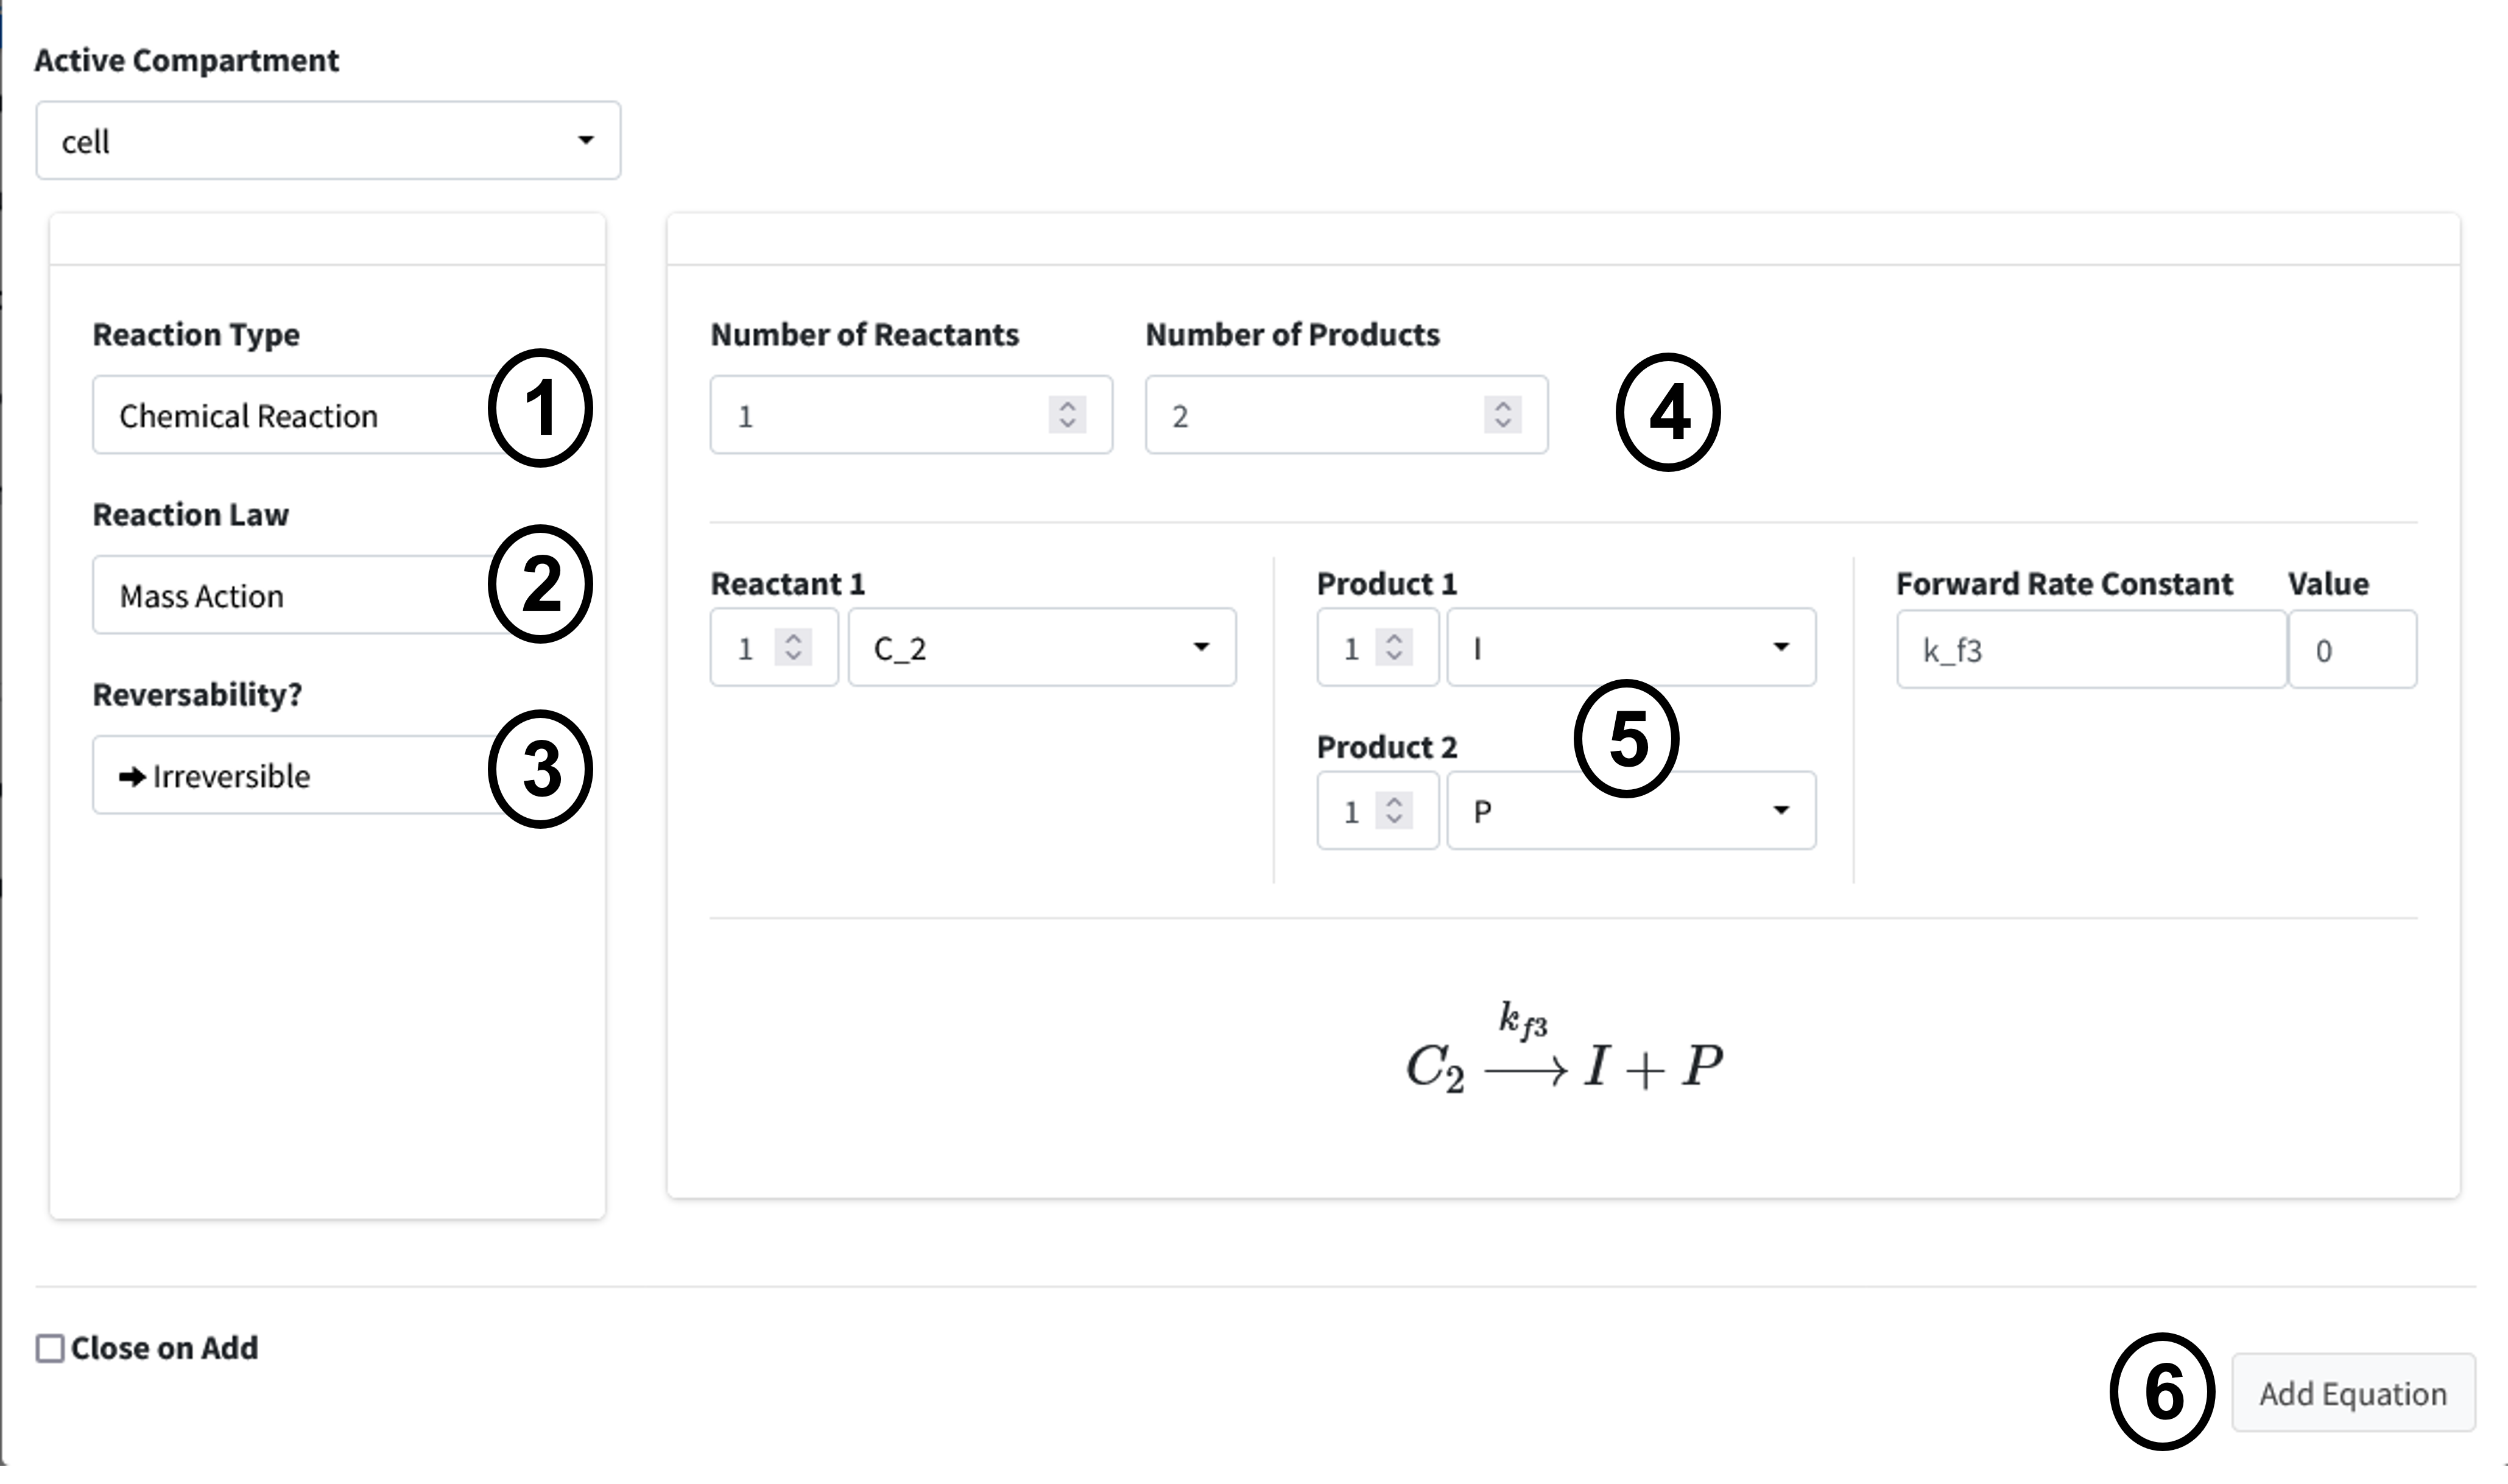 Active Compartment
cell
Reaction Type
Chemical Reaction
1
Reaction Law
Mass Action
2
Reversability?
Irreversible
3
Number of Reactants Number of Products
1 2
4
Reactant 1 Product 1 Forward Rate Constant Value
1 C_2 1 I k_f3 0
5
Product 2
1 P
k_{f3}
C_2 ⟶ I + P
Close on Add
6
Add Equation